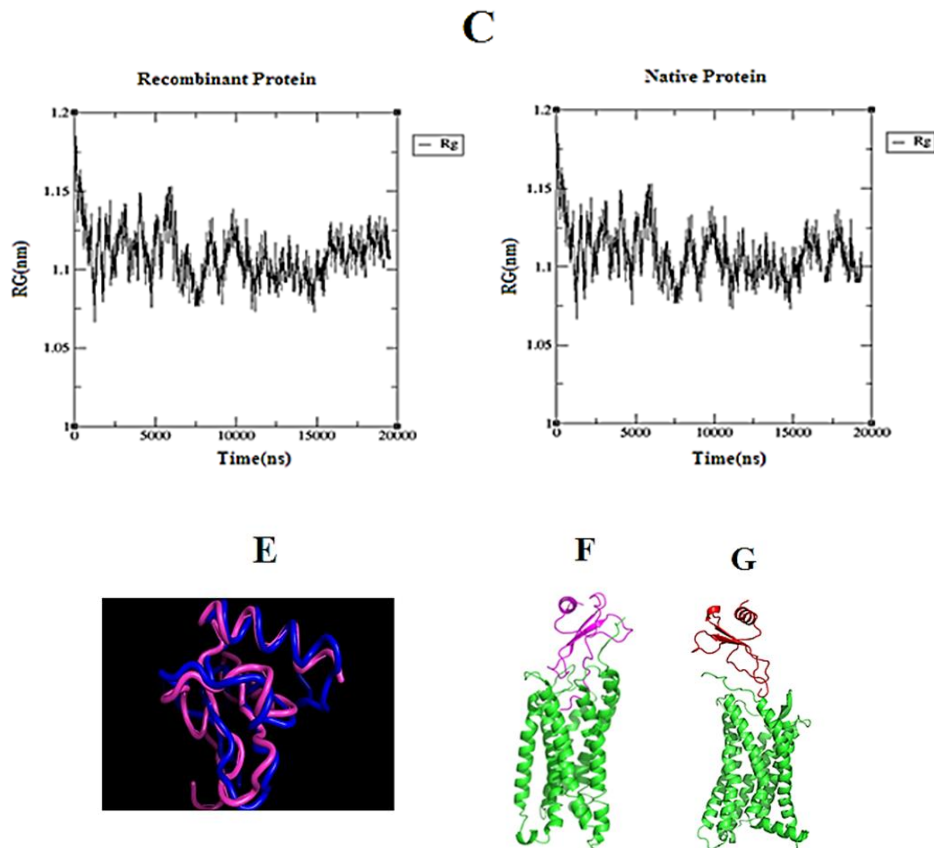 C
Recombinant Protein
1.2
1.15
1.1
1.05
1
RG(nm)
0 5000 10000 15000 20000
Time(ns)
Rg
Native Protein
1.2
1.15
1.1
1.05
1
RG(nm)
0 5000 10000 15000 20000
Time(ns)
Rg
E
F
G